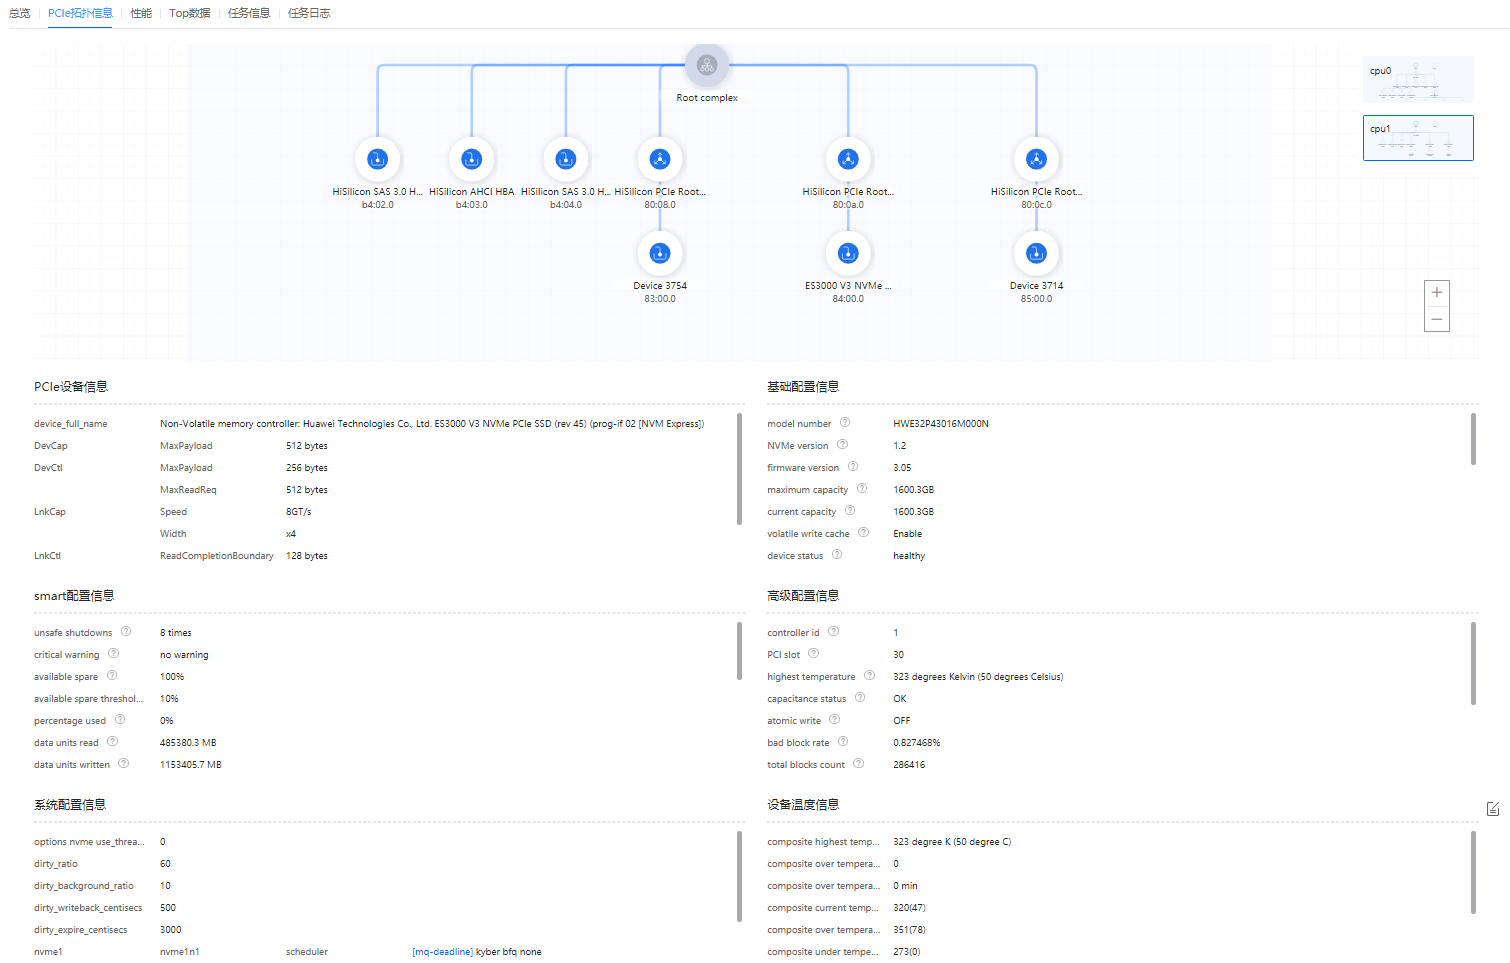 总览 PCIe拓扑信息 性能 Top数据 任务信息 任务日志
Root complex
cpu0
cpu1
HiSilicon SAS 3.0 H... HiSilicon AHCI HBA HiSilicon SAS 3.0 H... HiSilicon PCIe Root... HiSilicon PCIe Root... HiSilicon PCIe Root...
b4:02.0 b4:03.0 b4:04.0 80:08.0 80:0a.0 80:0c.0
Device 3754 ES3000 V3 NVMe ... Device 3714
83:00.0 84:00.0 85:00.0
PCIe设备信息
device_full_name Non-Volatile memory controller: Huawei Technologies Co., Ltd. ES3000 V3 NVMe PCIe SSD (rev 45) (prog-if 02 [NVM Express])
DevCap MaxPayload 512 bytes
DevCtl MaxPayload 256 bytes
MaxReadReq 512 bytes
LnkCap Speed 8GT/s
Width x4
LnkCtl ReadCompletionBoundary 128 bytes
基础配置信息
model number HWE32P43016M000N
NVMe version 1.2
firmware version 3.05
maximum capacity 1600.3GB
current capacity 1600.3GB
volatile write cache Enable
device status healthy
smart配置信息
unsafe shutdowns 8 times
critical warning no warning
available spare 100%
available spare threshol... 10%
percentage used 0%
data units read 485380.3 MB
data units written 1153405.7 MB
高级配置信息
controller id 1
PCI slot 30
highest temperature 323 degrees Kelvin (50 degrees Celsius)
capacitance status OK
atomic write OFF
bad block rate 0.827468%
total blocks count 286416
系统配置信息
options nvme use_threa... 0
dirty_ratio 60
dirty_background_ratio 10
dirty_writeback_centisecs 500
dirty_expire_centisecs 3000
nvme1 nvme1n1 scheduler [mq-deadline] kyber bfq none
设备温度信息
composite highest temp... 323 degree K (50 degree C)
composite over tempera... 0
composite over tempera... 0 min
composite current temp... 320(47)
composite over tempera... 351(78)
composite under tempe... 273(0)